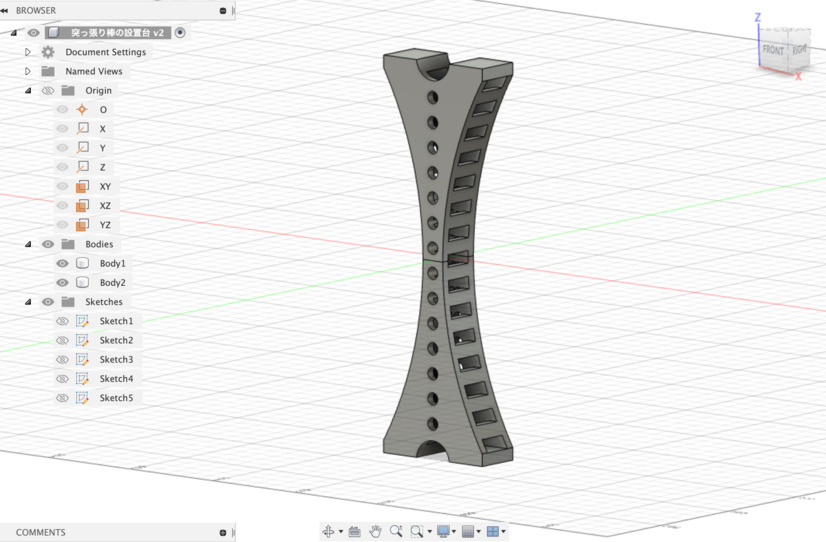 BROWSER
突っ張り棒の設置台 v2
Document Settings
Named Views
Origin
O
X
Y
Z
XY
XZ
YZ
Bodies
Body1
Body2
Sketches
Sketch1
Sketch2
Sketch3
Sketch4
Sketch5
COMMENTS
Z
FRONT
RIGHT
X